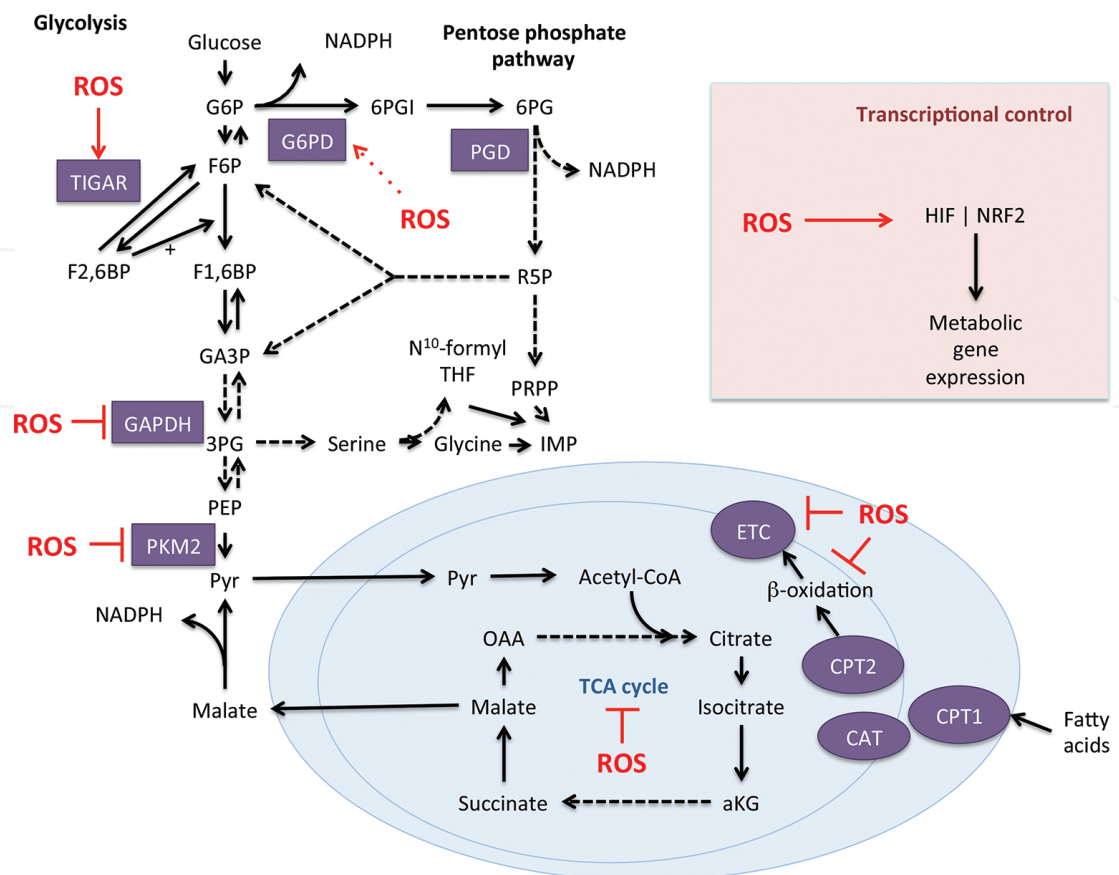 Glycolysis
Glucose
NADPH
Pentose phosphate
pathway
ROS
G6P
6PGI
6PG
Transcriptional control
G6PD
PGD
F6P
NADPH
TIGAR
ROS
ROS
HIF | NRF2
+
F2,6BP
F1,6BP
R5P
Metabolic
gene
expression
GA3P
N10-formyl
THF
PRPP
ROS
GAPDH
3PG
Serine
Glycine
IMP
PEP
ROS
PKM2
ETC
ROS
Pyr
Pyr
Acetyl-CoA
β-oxidation
NADPH
OAA
Citrate
CPT2
TCA cycle
Malate
Malate
Isocitrate
CPT1
Fatty
acids
CAT
ROS
Succinate
aKG